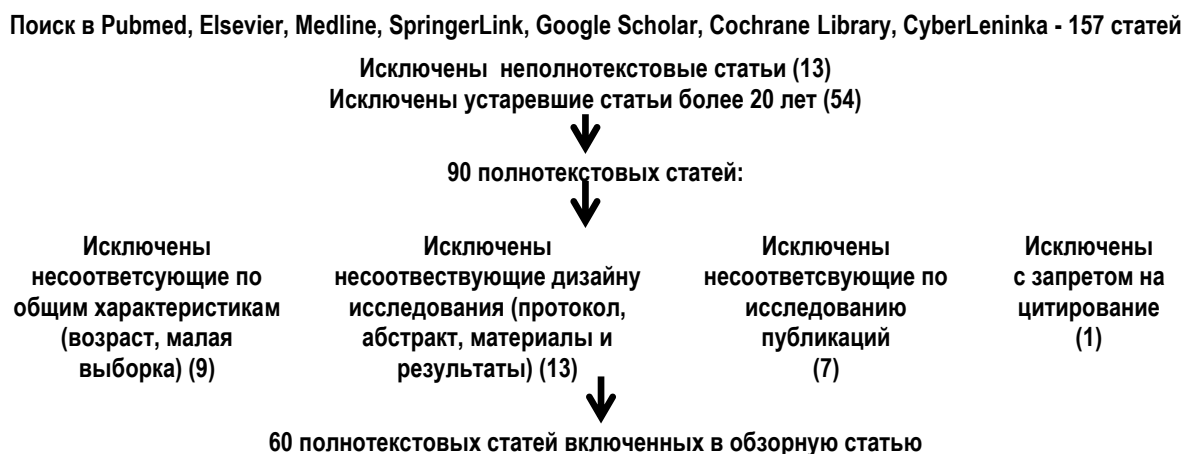 Поиск в Pubmed, Elsevier, Medline, SpringerLink, Google Scholar, Cochrane Library, CyberLeninka - 157 статей
Исключены неполнотекстовые статьи (13)
Исключены устаревшие статьи более 20 лет (54)
90 полнотекстовых статей:
Исключены
несоответсующие по
общим характеристикам
(возраст, малая
выборка) (9)
Исключены
несоотвествующие дизайну
исследования (протокол,
абстракт, материалы и
результаты) (13)
Исключены
несоответсвующие по
исследованию
публикаций
(7)
Исключены
с запретом на
цитирование
(1)
60 полнотекстовых статей включенных в обзорную статью